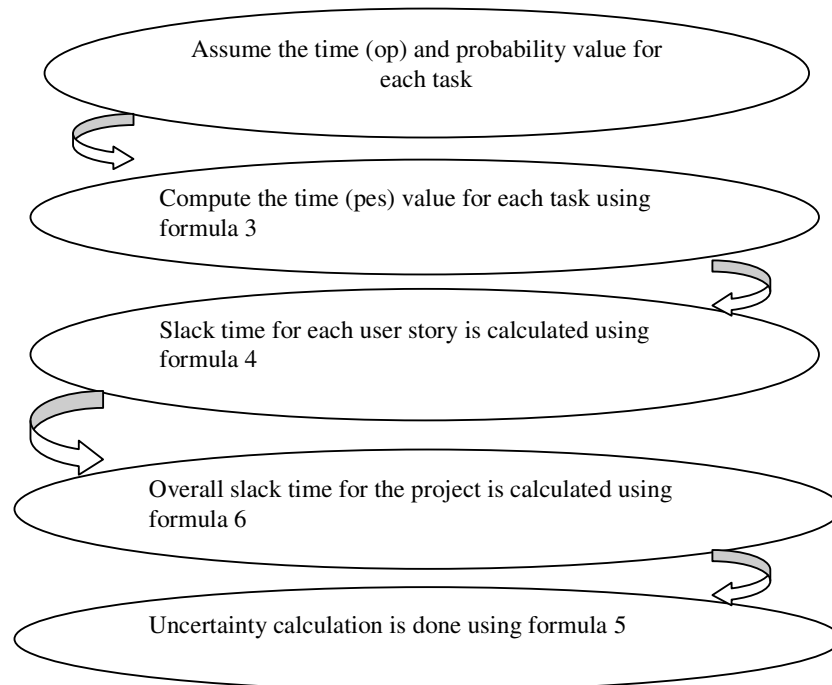 Assume the time (op) and probability value for
each task
Compute the time (pes) value for each task using
formula 3
Slack time for each user story is calculated using
formula 4
Overall slack time for the project is calculated using
formula 6
Uncertainty calculation is done using formula 5